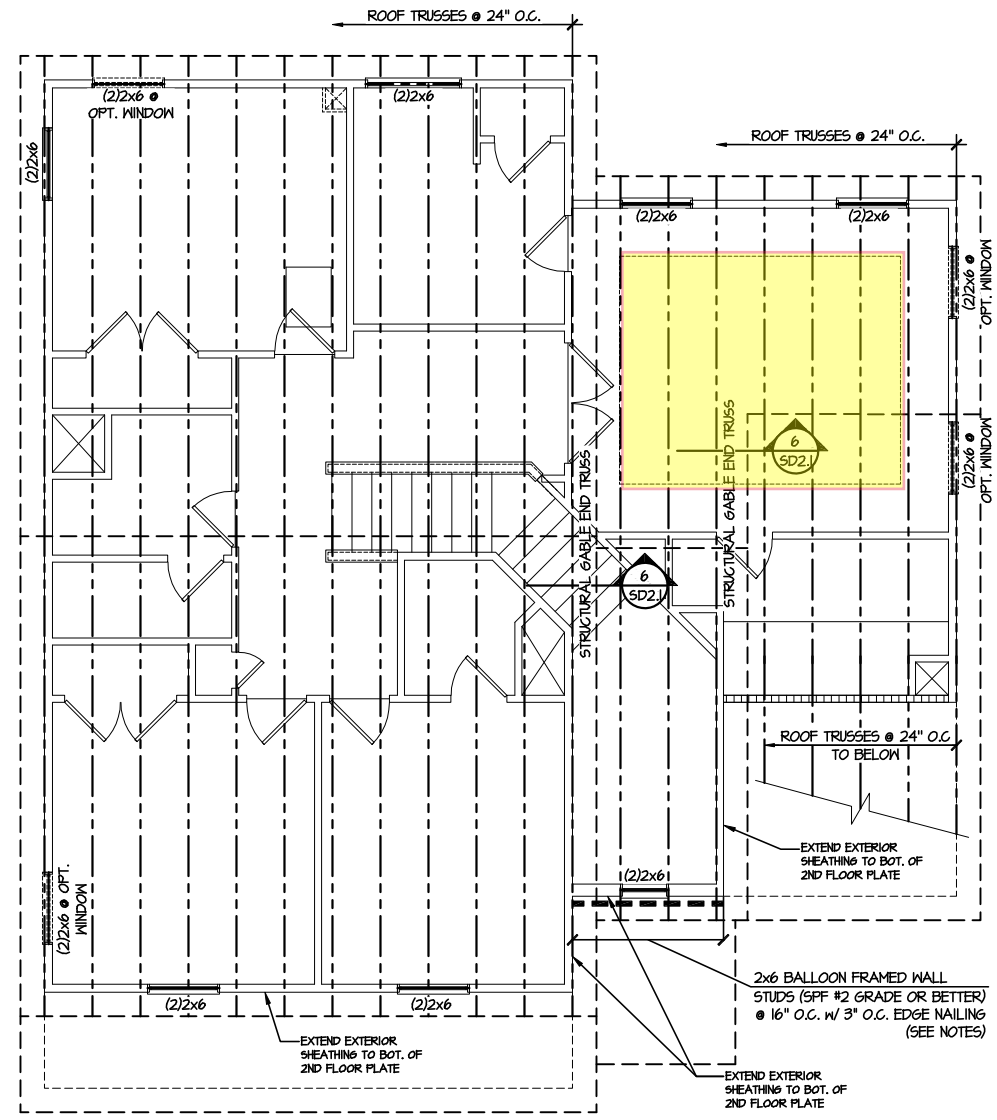 ROOF TRUSSES @ 24" O.C.
(2)2x6 @
OPT. WINDOW
(2)2x6
(2)2x6
ROOF TRUSSES @ 24" O.C.
(2)2x6
(2)2x6
(2)2x6 @
OPT. WINDOW
STRUCTURAL GABLE END TRUSS
6
SD2.1
(2)2x6 @
OPT. WINDOW
STRUCTURAL GABLE END TRUSS
6
SD2.1
ROOF TRUSSES @ 24" O.C.
TO BELOW
EXTEND EXTERIOR
SHEATHING TO BOT. OF
2ND FLOOR PLATE
(2)2x6
(2)2x6 @ OPT.
WINDOW
(2)2x6
(2)2x6
2x6 BALLOON FRAMED WALL
STUDS (SPF #2 GRADE OR BETTER)
@ 16" O.C. W/ 3" O.C. EDGE NAILING
(SEE NOTES)
EXTEND EXTERIOR
SHEATHING TO BOT. OF
2ND FLOOR PLATE
EXTEND EXTERIOR
SHEATHING TO BOT. OF
2ND FLOOR PLATE